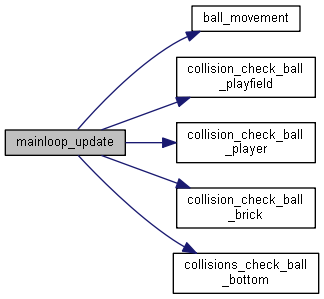 ball_movement
collision_check_ball
_playfield
mainloop_update
collision_check_ball
_player
collision_check_ball
_brick
collisions_check_ball
_bottom